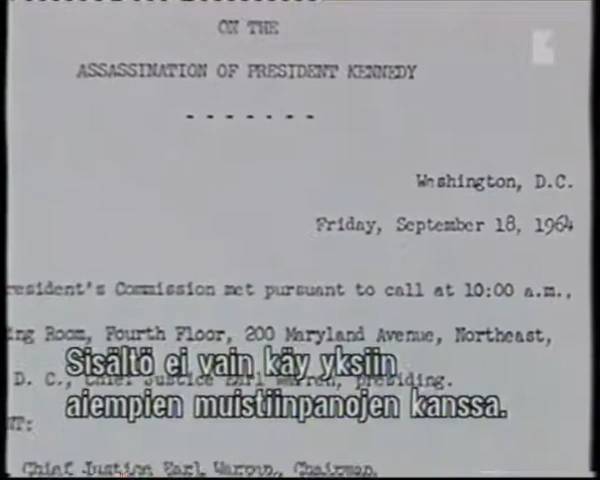 ON THE
ASSASSINATION OF PRESIDENT KENNEDY
- - - - - - -
Washington, D.C.
Friday, September 18, 1964
resident's Commission met pursuant to call at 10:00 a.m.,
ing Room, Fourth Floor, 200 Maryland Avenue, Northeast,
D. C., Chief Justice Earl Warren, presiding.
Sisältö ei vain käy yksiin
aiempien muistiinpanojen kanssa.
NT:
Chief Justice Earl Warren, Chairman